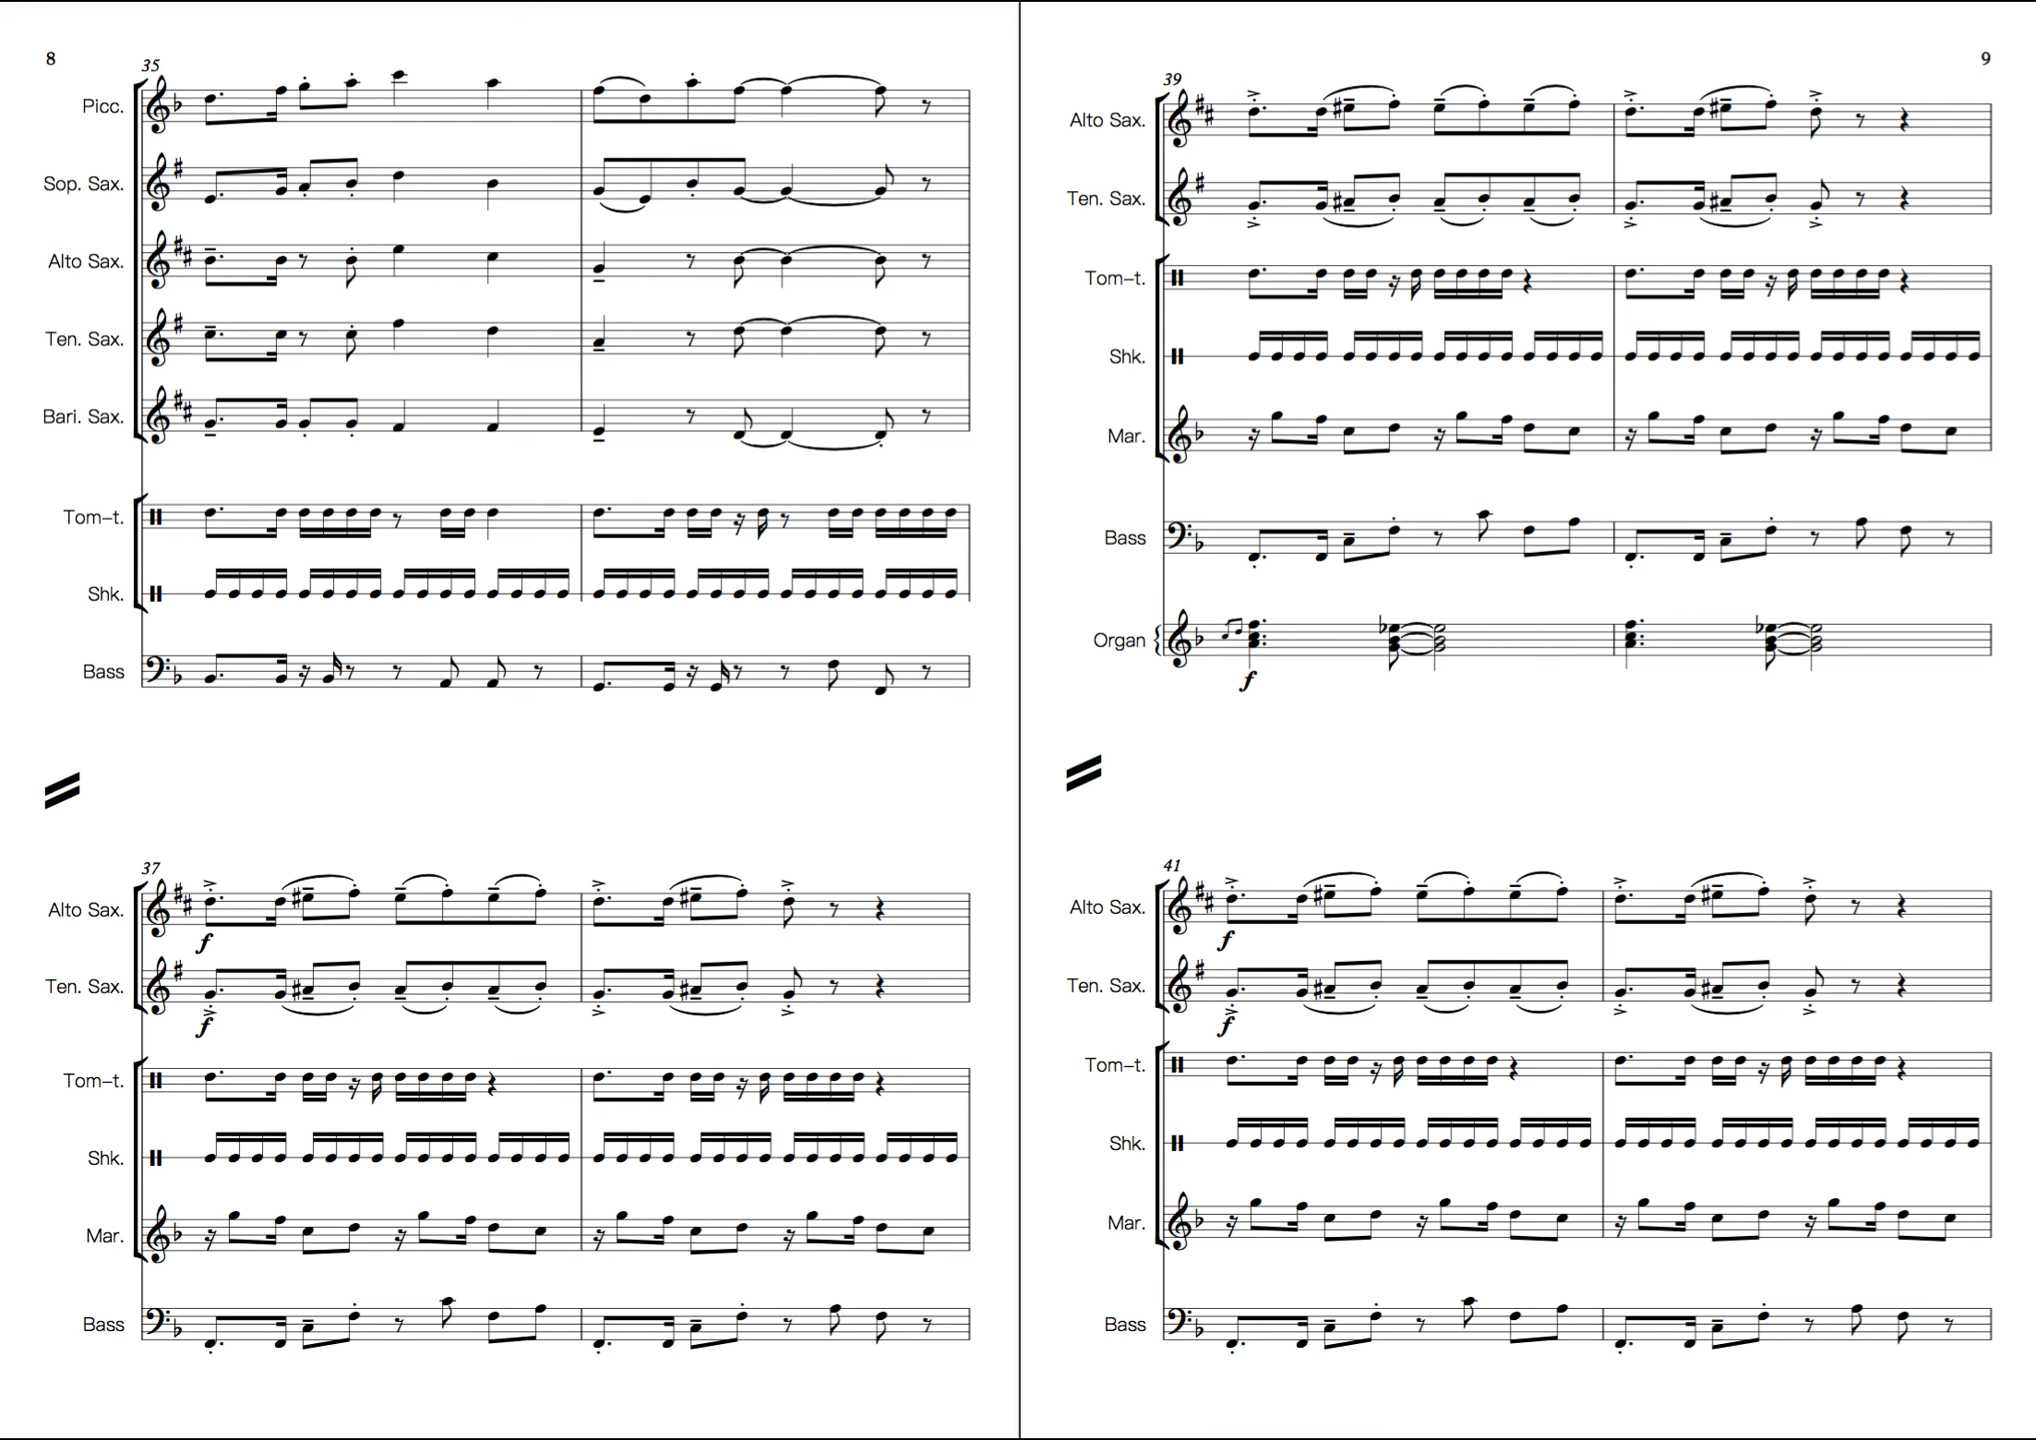 8
35
Picc.
Sop. Sax.
Alto Sax.
Ten. Sax.
Bari. Sax.
Tom-t.
Shk.
Bass
37
Alto Sax.
f
Ten. Sax.
f
Tom-t.
Shk.
Mar.
Bass
9
39
Alto Sax.
Ten. Sax.
Tom-t.
Shk.
Mar.
Bass
Organ
f
41
Alto Sax.
f
Ten. Sax.
f
Tom-t.
Shk.
Mar.
Bass